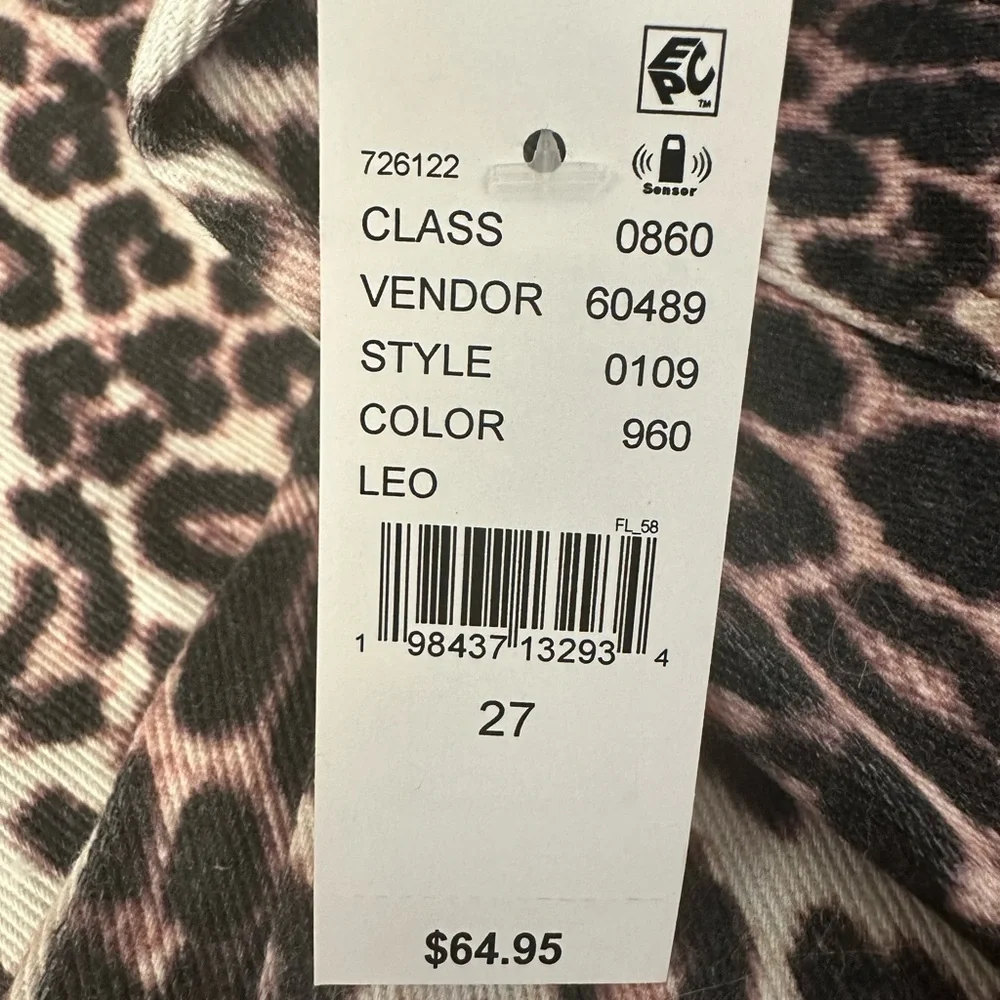 EPC
TM
726122
Sensor
CLASS 0860
VENDOR 60489
STYLE 0109
COLOR 960
LEO
FL_58
1 98437 13293 4
27
$64.95